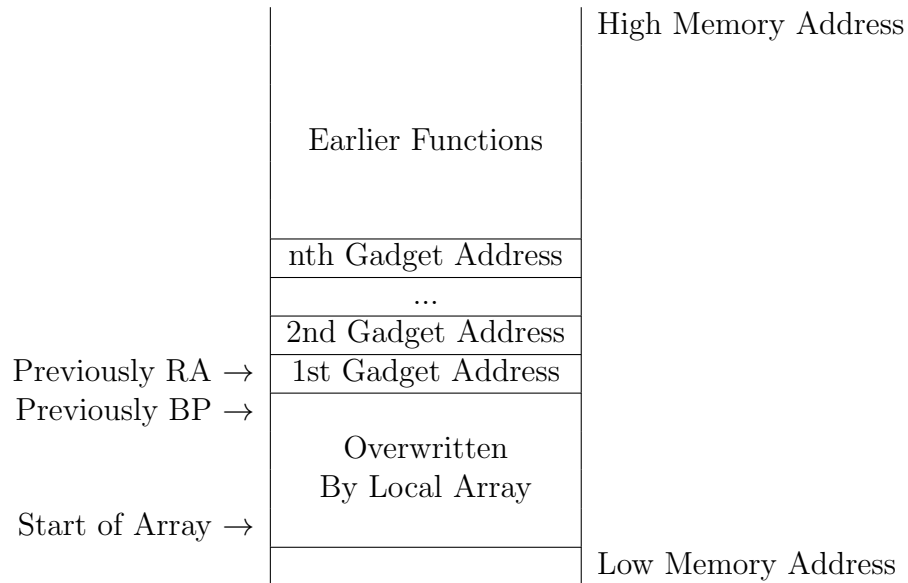 High Memory Address
Earlier Functions
nth Gadget Address
...
2nd Gadget Address
Previously RA → 1st Gadget Address
Previously BP →
Overwritten
By Local Array
Start of Array →
Low Memory Address